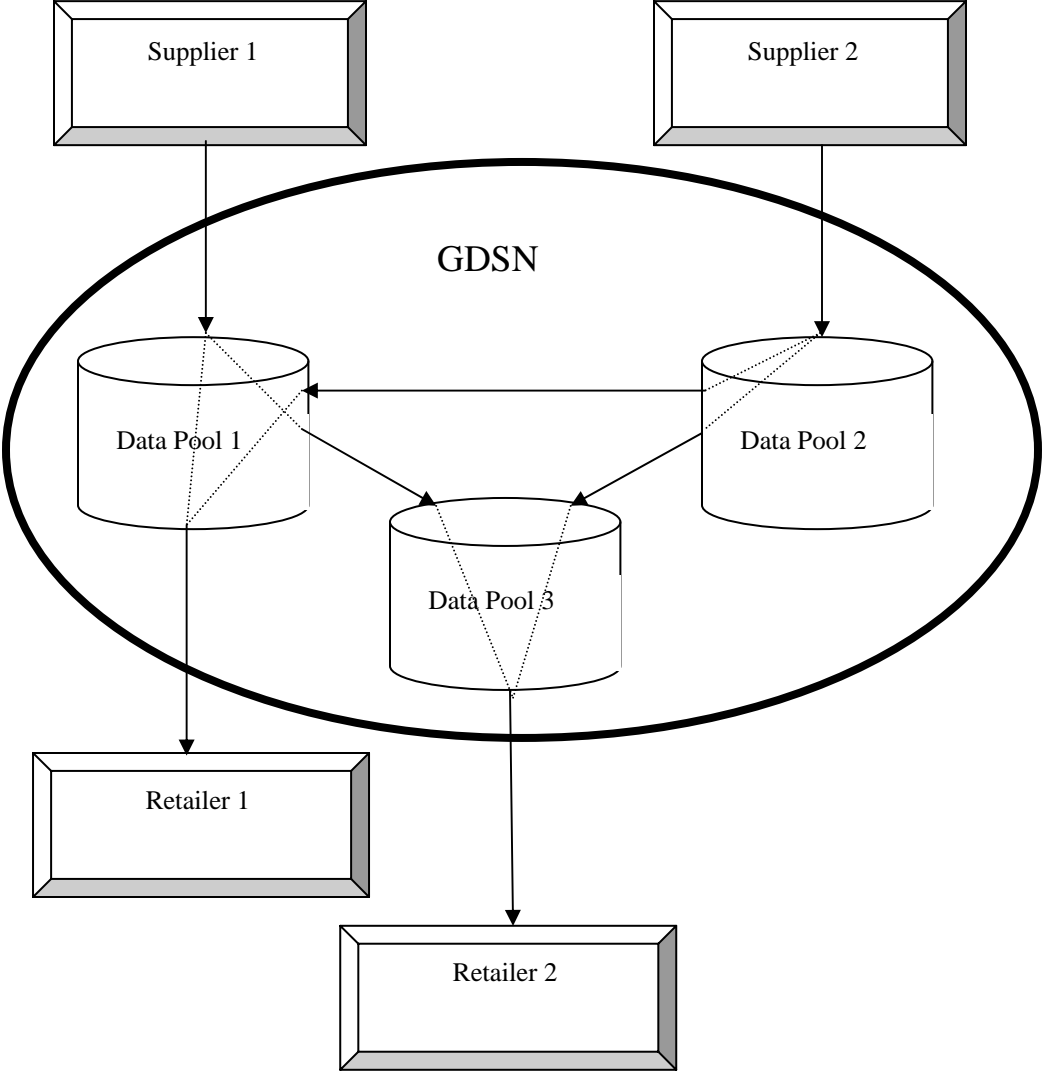 Supplier 1
Supplier 2
GDSN
Data Pool 1
Data Pool 2
Data Pool 3
Retailer 1
Retailer 2